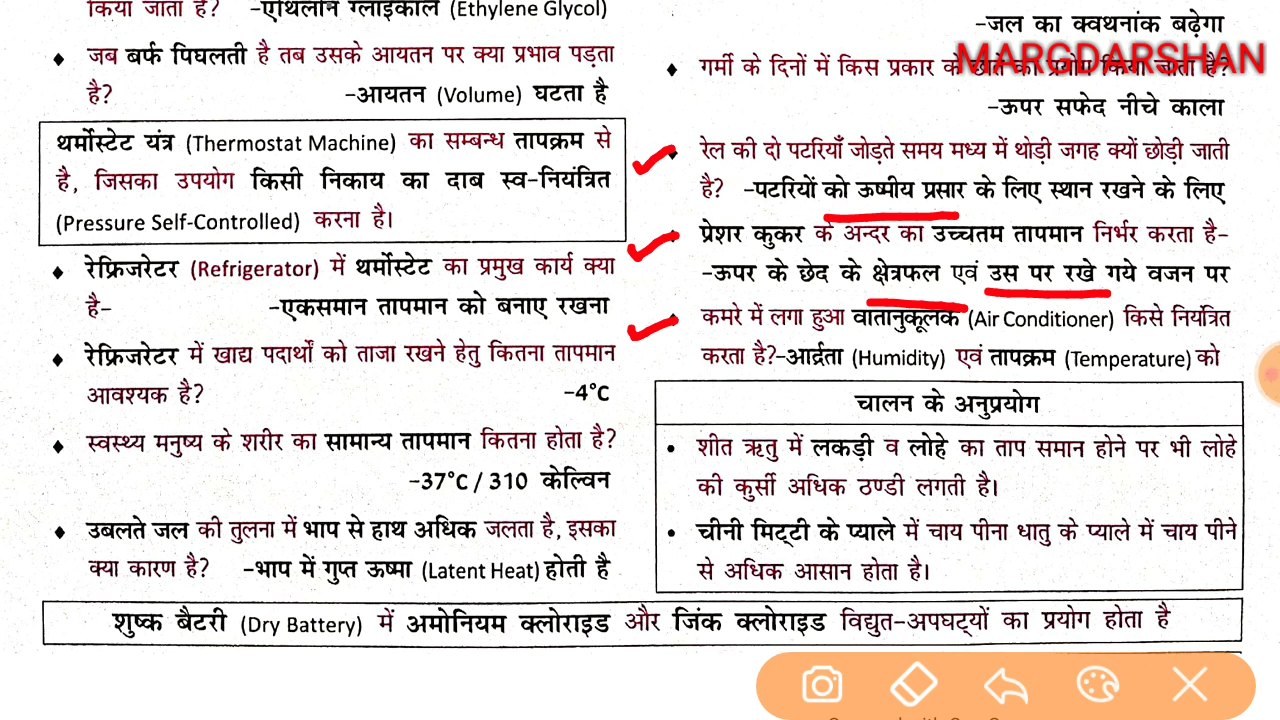 किया जाता है? -एथिलीन ग्लाइकॉल (Ethylene Glycol)
♦ जब बर्फ पिघलती है तब उसके आयतन पर क्या प्रभाव पड़ता
है? -आयतन (Volume) घटता है
थर्मोस्टेट यंत्र (Thermostat Machine) का सम्बन्ध तापक्रम से
है, जिसका उपयोग किसी निकाय का दाब स्व-नियंत्रित
(Pressure Self-Controlled) करना है।
♦ रेफ्रिजरेटर (Refrigerator) में थर्मोस्टेट का प्रमुख कार्य क्या
है- -एकसमान तापमान को बनाए रखना
♦ रेफ्रिजरेटर में खाद्य पदार्थों को ताजा रखने हेतु कितना तापमान
आवश्यक है? -4°C
♦ स्वस्थ्य मनुष्य के शरीर का सामान्य तापमान कितना होता है?
-37°C / 310 केल्विन
♦ उबलते जल की तुलना में भाप से हाथ अधिक जलता है, इसका
क्या कारण है? -भाप में गुप्त ऊष्मा (Latent Heat) होती है
-जल का क्वथनांक बढ़ेगा
MARGDARSHAN
♦ गर्मी के दिनों में किस प्रकार के छाते का प्रयोग किया जाता है?
-ऊपर सफेद नीचे काला
♦ रेल की दो पटरियाँ जोड़ते समय मध्य में थोड़ी जगह क्यों छोड़ी जाती
है? -पटरियों को ऊष्मीय प्रसार के लिए स्थान रखने के लिए
♦ प्रेशर कुकर के अन्दर का उच्चतम तापमान निर्भर करता है-
-ऊपर के छेद के क्षेत्रफल एवं उस पर रखे गये वजन पर
♦ कमरे में लगा हुआ वातानुकूलक (Air Conditioner) किसे नियंत्रित
करता है?-आर्द्रता (Humidity) एवं तापक्रम (Temperature) को
चालन के अनुप्रयोग
• शीत ऋतु में लकड़ी व लोहे का ताप समान होने पर भी लोहे
की कुर्सी अधिक ठण्डी लगती है।
• चीनी मिट्टी के प्याले में चाय पीना धातु के प्याले में चाय पीने
से अधिक आसान होता है।
शुष्क बैटरी (Dry Battery) में अमोनियम क्लोराइड और जिंक क्लोराइड विद्युत-अपघट्यों का प्रयोग होता है